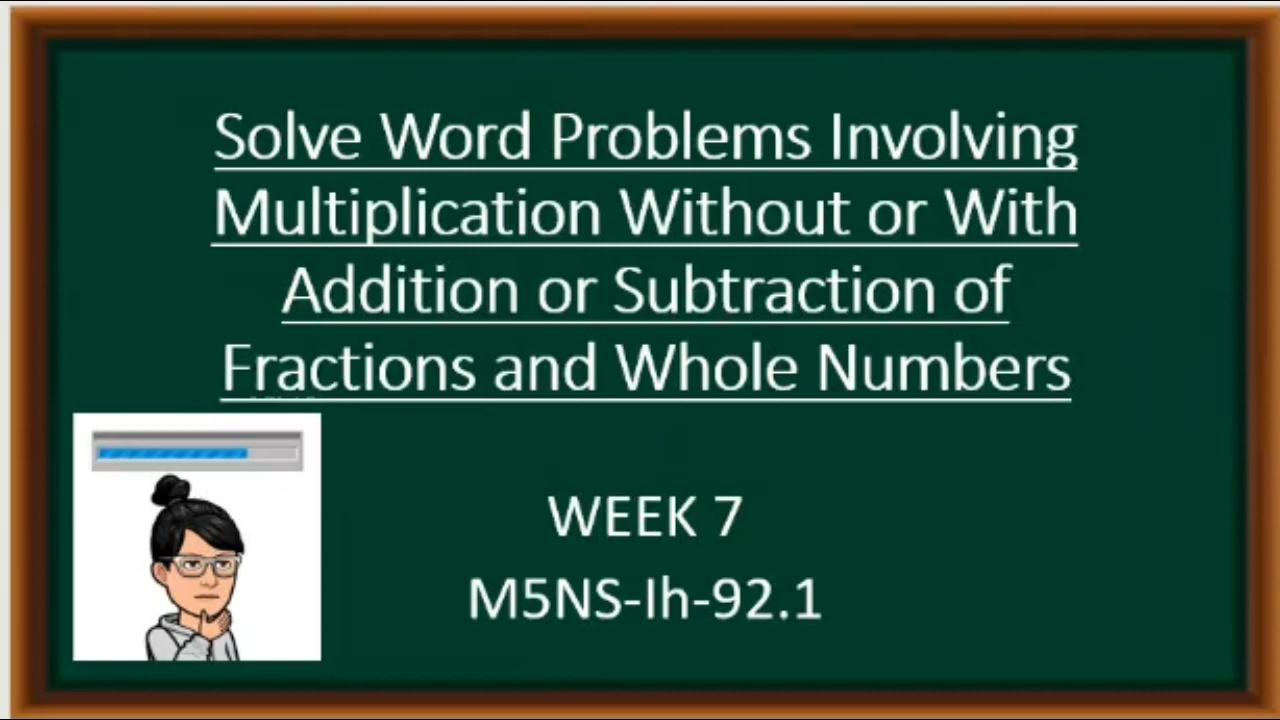 Solve Word Problems Involving
Multiplication Without or With
Addition or Subtraction of
Fractions and Whole Numbers
WEEK 7
M5NS-Ih-92.1